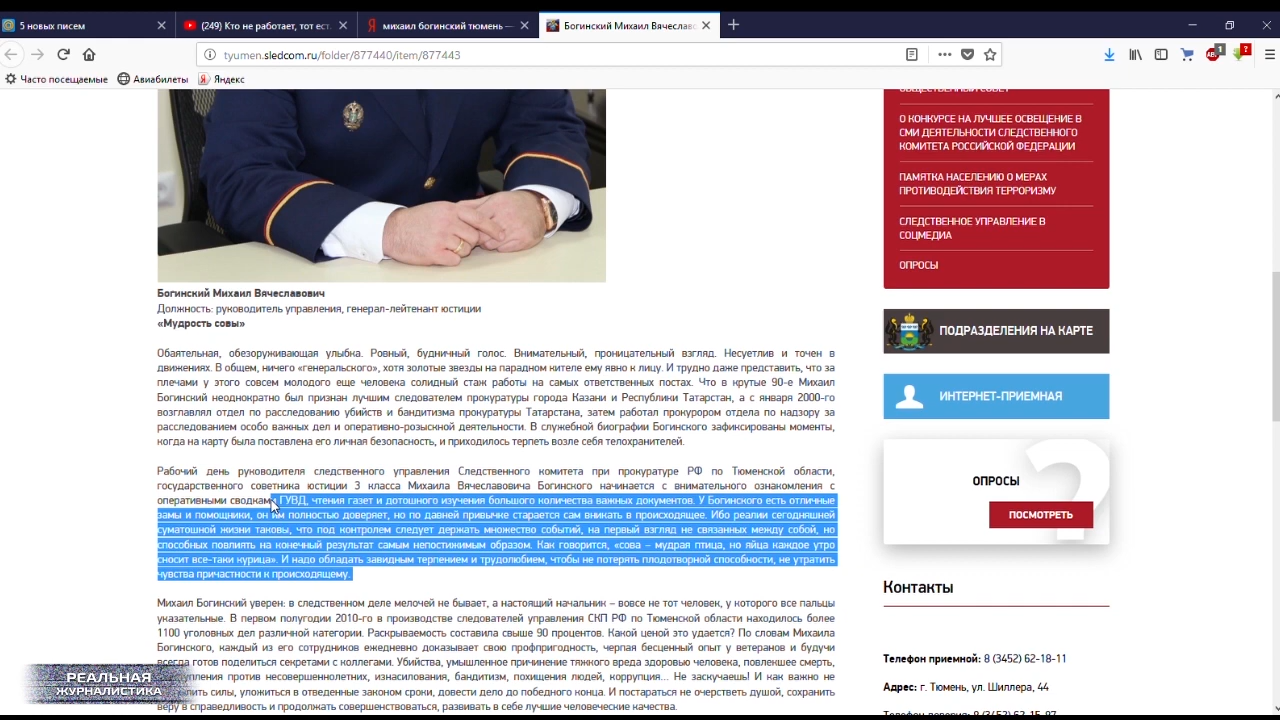 5 новых писем
(249) Кто не работает, тот ест.
михаил богинский тюмень —
Богинский Михаил Вячеславо
tyumen.sledcom.ru/folder/877440/item/877443
Часто посещаемые
Авиабилеты
Яндекс
Богинский Михаил Вячеславович
Должность: руководитель управления, генерал-лейтенант юстиции
«Мудрость совы»
Обаятельная, обезоруживающая улыбка. Ровный, будничный голос. Внимательный, проницательный взгляд. Несуетлив и точен в
движениях. В общем, ничего «генеральского», хотя золотые звезды на парадном кителе ему явно к лицу. И трудно даже представить, что за
плечами у этого совсем молодого еще человека солидный стаж работы на самых ответственных постах. Что в крутые 90-е Михаил
Богинский неоднократно был признан лучшим следователем прокуратуры города Казани и Республики Татарстан, а с января 2000-го
возглавлял отдел по расследованию убийств и бандитизма прокуратуры Татарстана, затем работал прокурором отдела по надзору за
расследованием особо важных дел и оперативно-розыскной деятельности. В служебной биографии Богинского зафиксированы моменты,
когда на карту была поставлена его личная безопасность, и приходилось терпеть возле себя телохранителей.
Рабочий день руководителя следственного управления Следственного комитета при прокуратуре РФ по Тюменской области,
государственного советника юстиции 3 класса Михаила Вячеславовича Богинского начинается с внимательного ознакомления с
оперативными сводками ГУВД, чтения газет и дотошного изучения большого количества важных документов. У Богинского есть отличные
замы и помощники, он им полностью доверяет, но по давней привычке старается сам вникать в происходящее. Ибо реалии сегодняшней
суматошной жизни таковы, что под контролем следует держать множество событий, на первый взгляд не связанных между собой, но
способных повлиять на конечный результат самым непостижимым образом. Как говорится, «сова – мудрая птица, но яйца каждое утро
сносит все-таки курица». И надо обладать завидным терпением и трудолюбием, чтобы не потерять плодотворной способности, не утратить
чувства причастности к происходящему.
Михаил Богинский уверен: в следственном деле мелочей не бывает, а настоящий начальник – вовсе не тот человек, у которого все пальцы
указательные. В первом полугодии 2010-го в производстве следователей управления СКП РФ по Тюменской области находилось более
1100 уголовных дел различной категории. Раскрываемость составила свыше 90 процентов. Какой ценой это удается? По словам Михаила
Богинского, каждый из его сотрудников ежедневно доказывает свою профпригодность, черпая бесценный опыт у ветеранов и будучи
всегда готов поделиться секретами с коллегами. Убийства, умышленное причинение тяжкого вреда здоровью человека, повлекшее смерть,
против несовершеннолетних, изнасилования, бандитизм, похищения людей, коррупция... Не заскучаешь! И как важно не
силы, уложиться в отведенные законом сроки, довести дело до победного конца. И постараться не очерстветь душой, сохранить
веру в справедливость и продолжать совершенствоваться, развивать в себе лучшие человеческие качества.
РЕАЛЬНАЯ
ЖУРНАЛИСТИКА
ОБЩЕСТВЕННЫЙ СОВЕТ
О КОНКУРСЕ НА ЛУЧШЕЕ ОСВЕЩЕНИЕ В
СМИ ДЕЯТЕЛЬНОСТИ СЛЕДСТВЕННОГО
КОМИТЕТА РОССИЙСКОЙ ФЕДЕРАЦИИ
ПАМЯТКА НАСЕЛЕНИЮ О МЕРАХ
ПРОТИВОДЕЙСТВИЯ ТЕРРОРИЗМУ
СЛЕДСТВЕННОЕ УПРАВЛЕНИЕ В
СОЦМЕДИА
ОПРОСЫ
ПОДРАЗДЕЛЕНИЯ НА КАРТЕ
ИНТЕРНЕТ-ПРИЕМНАЯ
ОПРОСЫ
ПОСМОТРЕТЬ
Контакты
Телефон приемной: 8 (3452) 62-18-11
Адрес: г. Тюмень, ул. Шиллера, 44